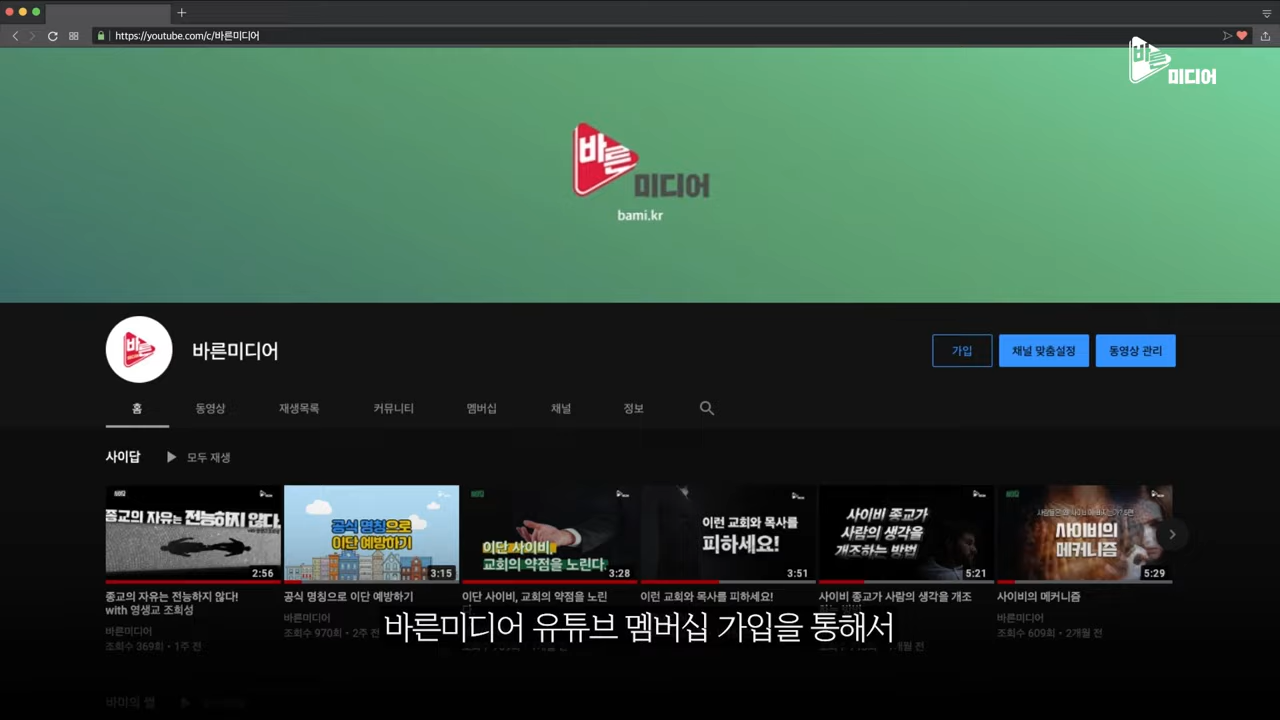 https://youtube.com/c/바른미디어
바른
미디어
바른
미디어
bami.kr
바른
바른미디어
가입
채널 맞춤설정
동영상 관리
홈
동영상
재생목록
커뮤니티
멤버십
채널
정보
사이답
모두 재생
종교의 자유는 전능하지 않다.
2:56
공식 명칭으로
이단 예방하기
3:15
이단 사이비,
교회의 약점을 노린다.
3:28
이런 교회와 목사를
피하세요!
3:51
사이비 종교가
사람의 생각을
개조하는 방법
5:21
사이비의
메커니즘
5:29
종교의 자유는 전능하지 않다!
with 영생교 조희성
바른미디어
조회수 369회 • 1주 전
공식 명칭으로 이단 예방하기
바른미디어
조회수 970회 • 2주 전
이단 사이비, 교회의 약점을 노린
이런 교회와 목사를 피하세요!
사이비 종교가 사람의 생각을 개조
사이비의 메커니즘
바른미디어
조회수 609회 • 2개월 전
바른미디어 유튜브 멤버십 가입을 통해서
바미의 썰